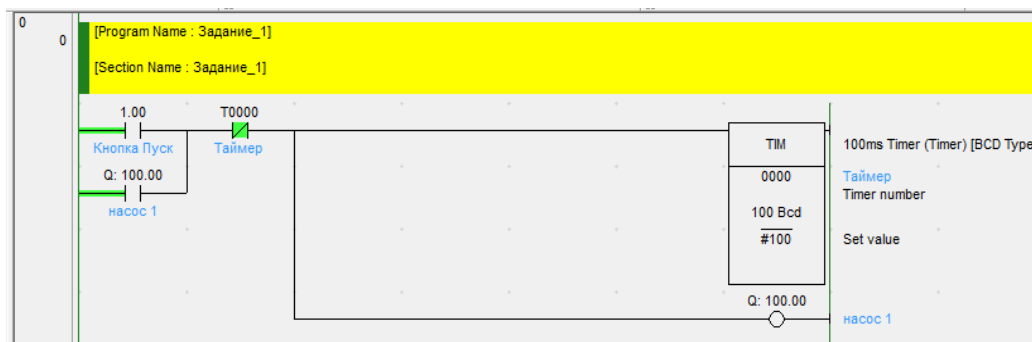 0
0
[Program Name : Задание_1]
[Section Name : Задание_1]
1.00
T0000
Кнопка Пуск
Таймер
TIM
100ms Timer (Timer) [BCD Type
Q: 100.00
0000
Таймер
Timer number
насос 1
100 Bcd
#100
Set value
Q: 100.00
насос 1